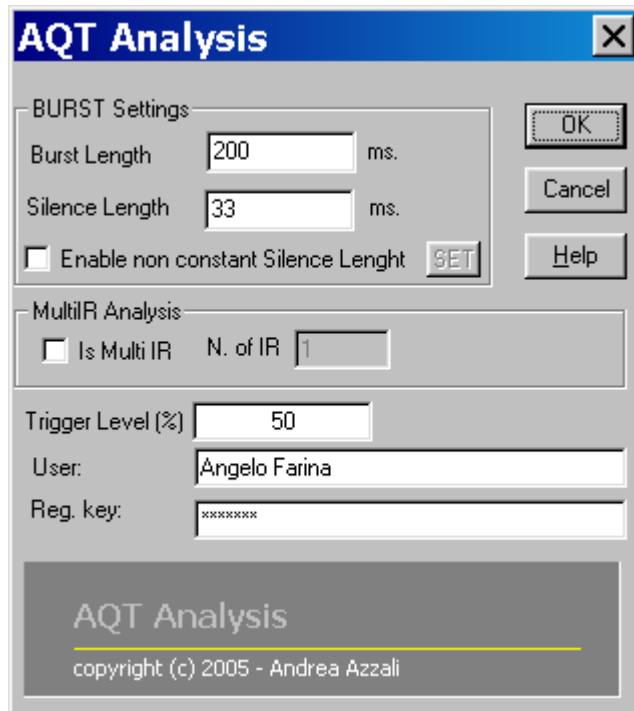 AQT Analysis
BURST Settings
Burst Length 200 ms.
Silence Length 33 ms.
Enable non constant Silence Lenght SET
OK
Cancel
Help
MultiIR Analysis
Is Multi IR N. of IR 1
Trigger Level (%) 50
User: Angelo Farina
Reg. key: *******
AQT Analysis
copyright (c) 2005 - Andrea Azzali